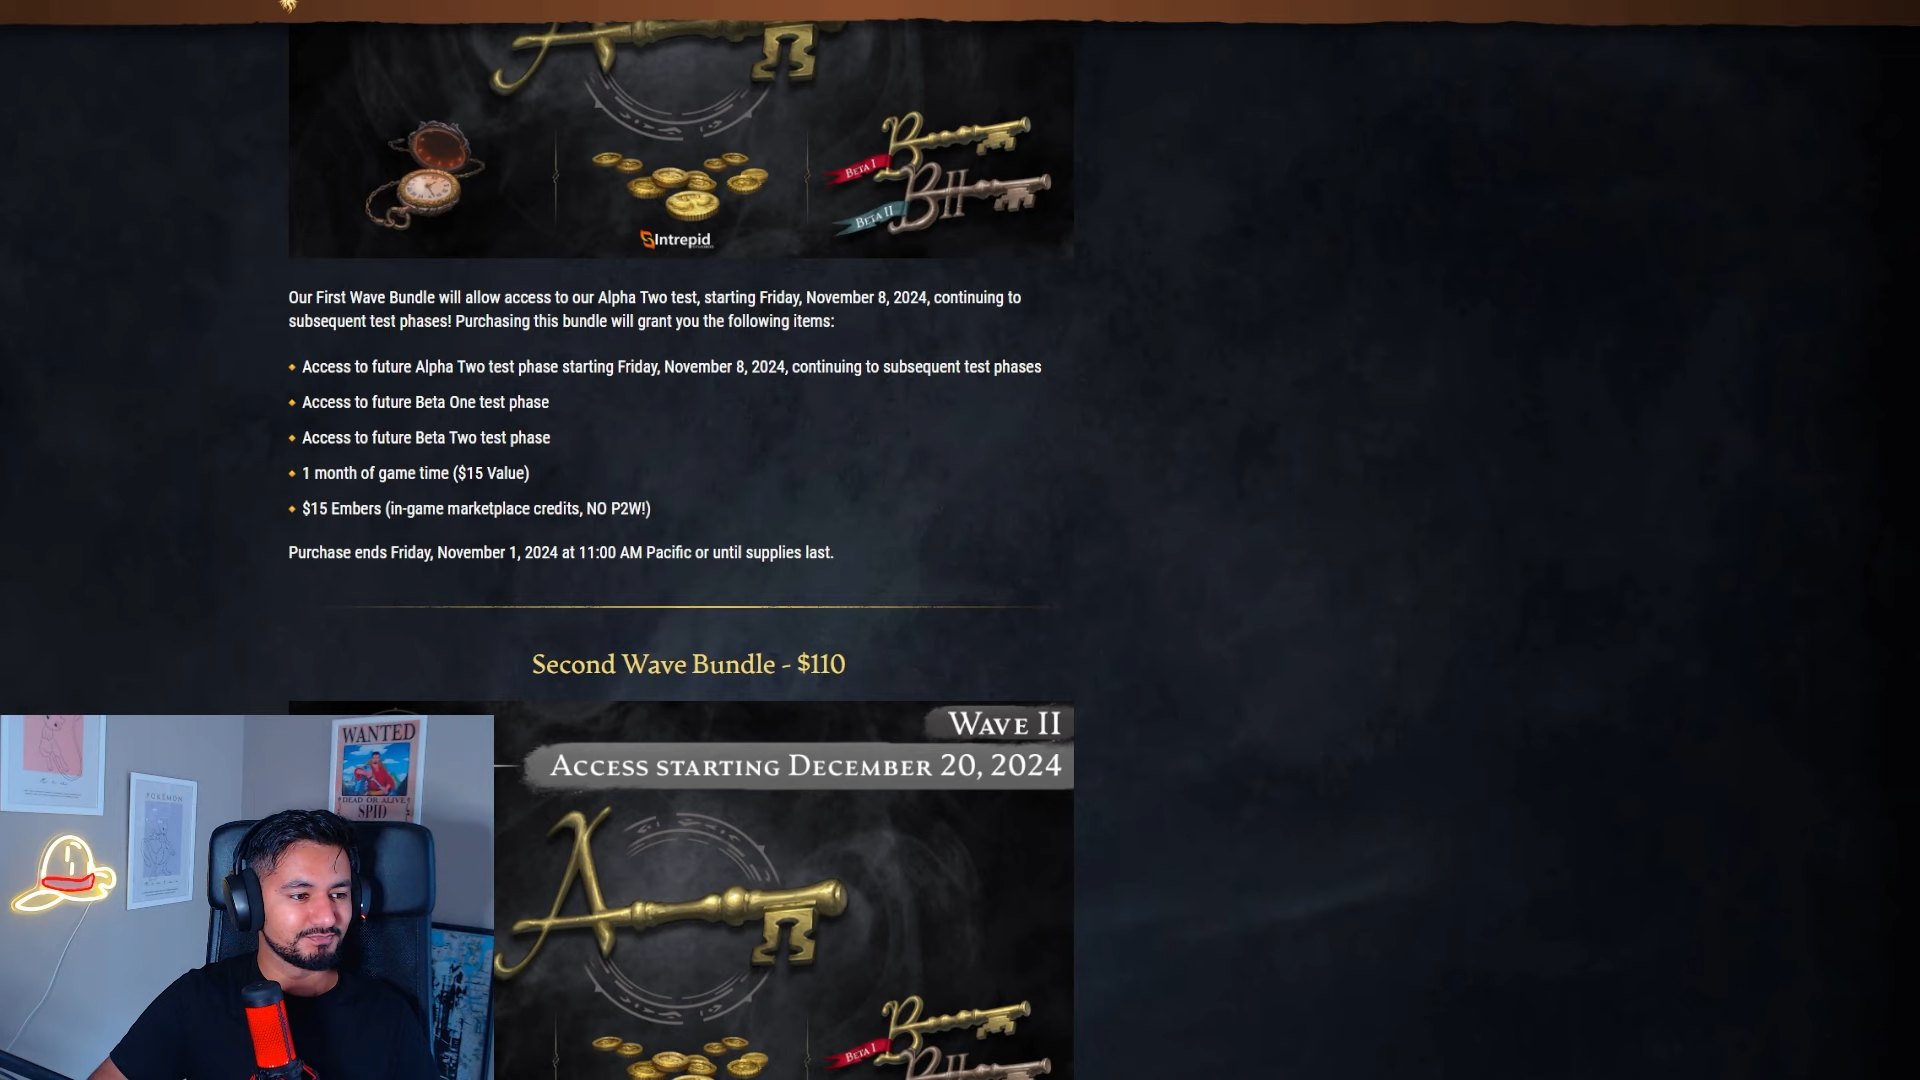 BETA I
BETA II
Intrepid
Our First Wave Bundle will allow access to our Alpha Two test, starting Friday, November 8, 2024, continuing to
subsequent test phases! Purchasing this bundle will grant you the following items:
Access to future Alpha Two test phase starting Friday, November 8, 2024, continuing to subsequent test phases
Access to future Beta One test phase
Access to future Beta Two test phase
1 month of game time ($15 Value)
$15 Embers (in-game marketplace credits, NO P2W!)
Purchase ends Friday, November 1, 2024 at 11:00 AM Pacific or until supplies last.
Second Wave Bundle - $110
WAVE II
ACCESS STARTING DECEMBER 20, 2024
WANTED
DEAD OR ALIVE
SPID
POKÉMON
BETA I